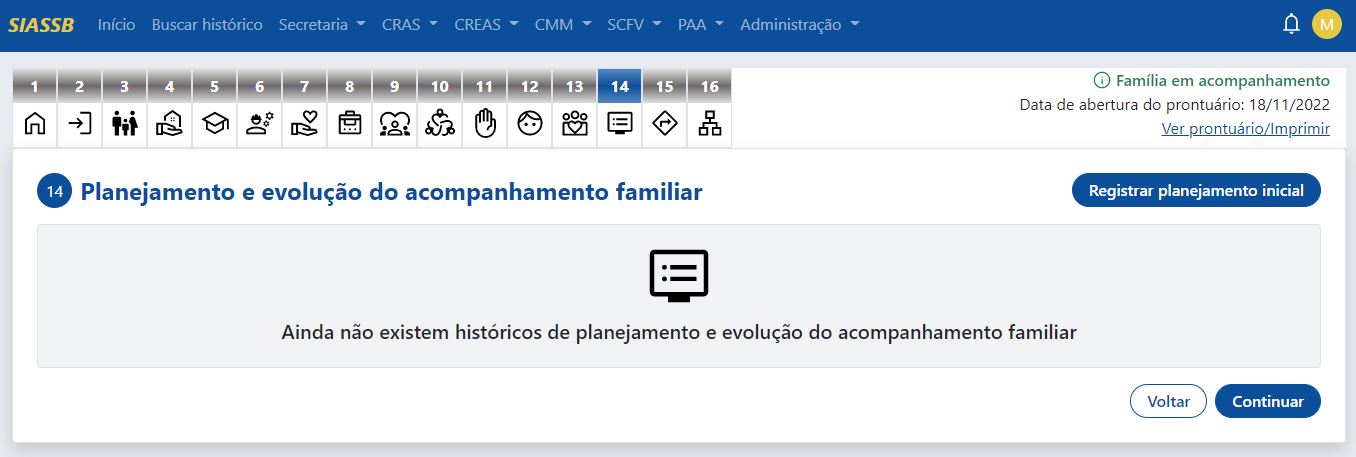 SIASSB Início Buscar histórico Secretaria CRAS CREAS CMM SCFV PAA Administração M
1 2 3 4 5 6 7 8 9 10 11 12 13 14 15 16
Família em acompanhamento
Data de abertura do prontuário: 18/11/2022
Ver prontuário/Imprimir
14 Planejamento e evolução do acompanhamento familiar
Registrar planejamento inicial
Ainda não existem históricos de planejamento e evolução do acompanhamento familiar
Voltar Continuar